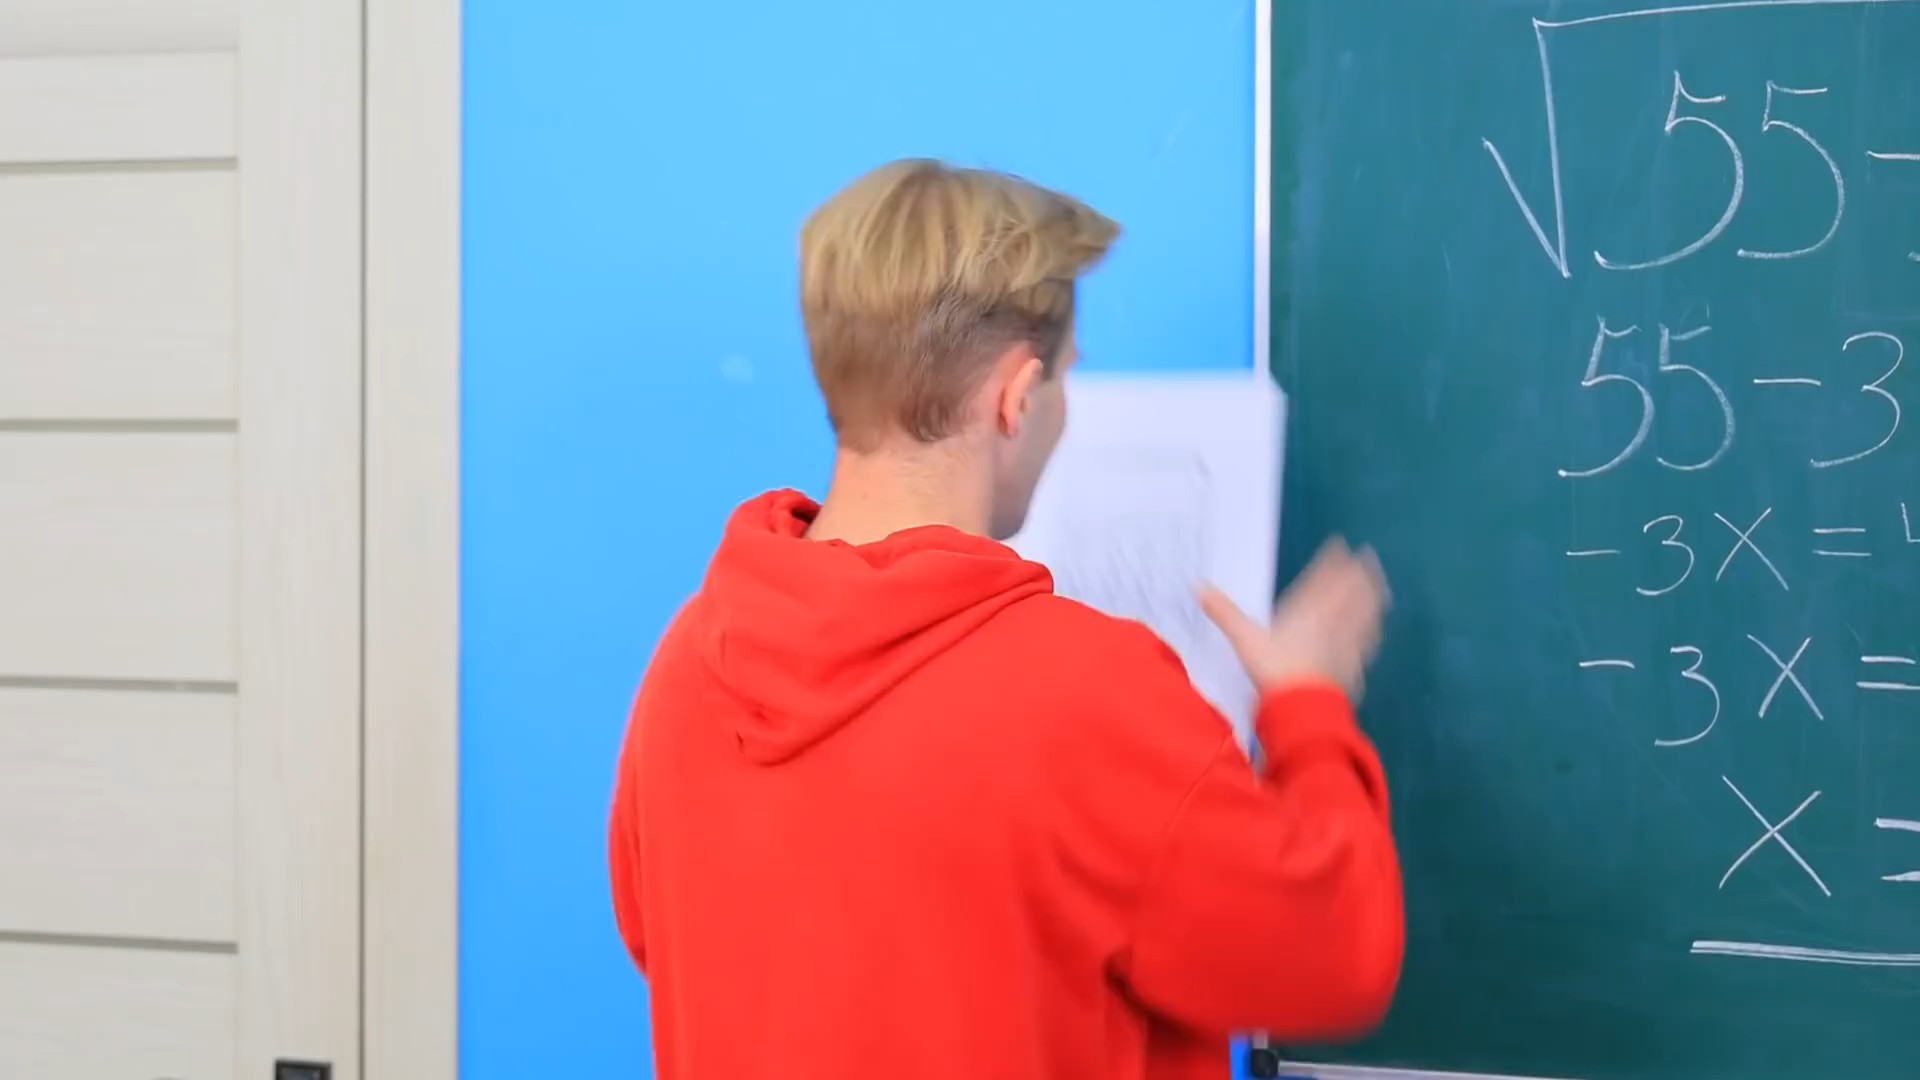 √55-
55-3
-3x=
-3x=
x=